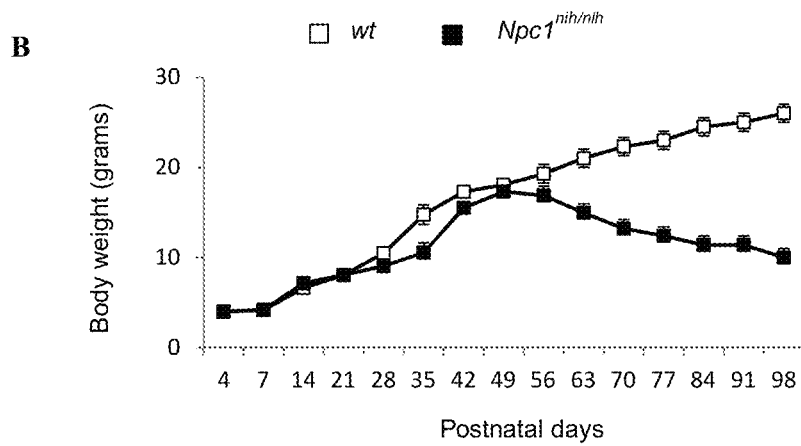 B
wt Npc1nih/nih
Body weight (grams)
30
20
10
0
4 7 14 21 28 35 42 49 56 63 70 77 84 91 98
Postnatal days